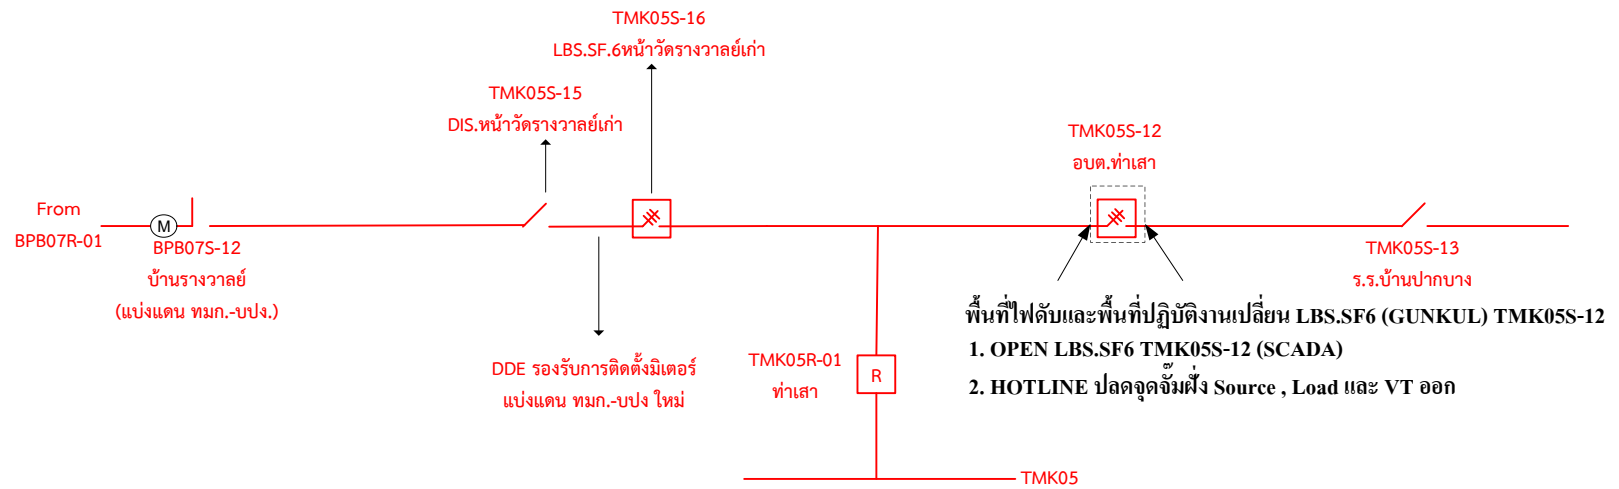 TMK05S-16
LBS.SF.6หน้าวัดรางวาลย์เก่า
TMK05S-15
DIS.หน้าวัดรางวาลย์เก่า
TMK05S-12
อบต.ท่าเสา
From
BPB07R-01
M
BPB07S-12
บ้านรางวาลย์
(แบ่งแดน ทมก.-บปง.)
TMK05S-13
ร.ร.บ้านปากบาง
พื้นที่ไฟดับและพื้นที่ปฏิบัติงานเปลี่ยน LBS.SF6 (GUNKUL) TMK05S-12
1. OPEN LBS.SF6 TMK05S-12 (SCADA)
2. HOTLINE ปลดจุดจั๊มฝั่ง Source , Load และ VT ออก
DDE รองรับการติดตั้งมิเตอร์
แบ่งแดน ทมก.-บปง ใหม่
TMK05R-01
ท่าเสา
R
TMK05